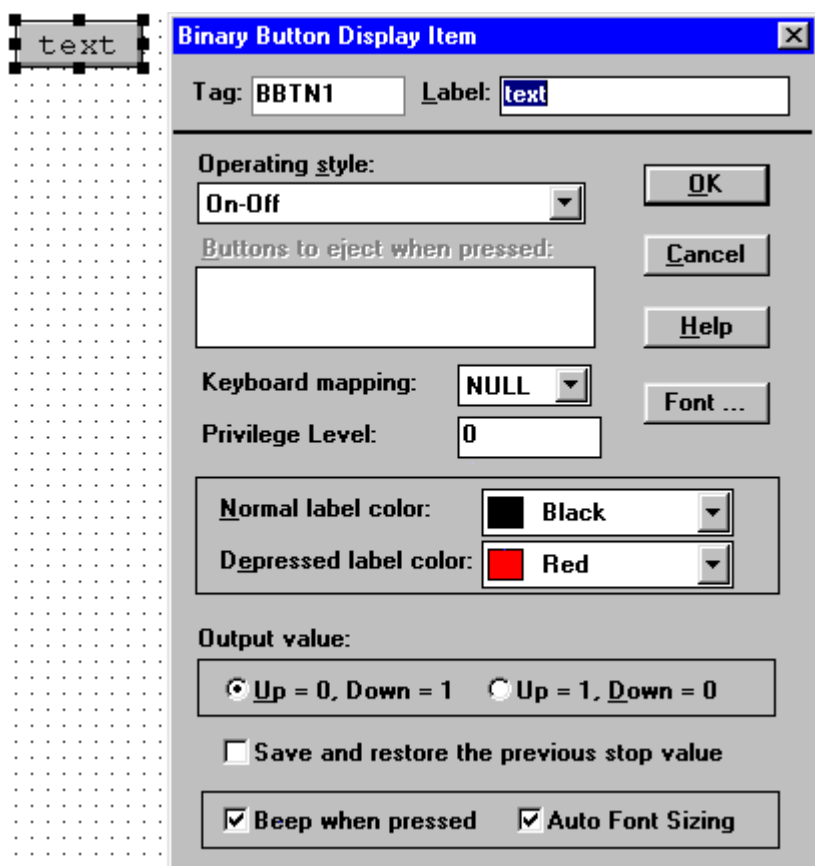 text
Binary Button Display Item
Tag: BBTN1 Label: text
Operating style:
On-Off
OK
Buttons to eject when pressed:
Cancel
Help
Keyboard mapping: NULL
Font ...
Privilege Level: 0
Normal label color: Black
Depressed label color: Red
Output value:
Up = 0, Down = 1 Up = 1, Down = 0
Save and restore the previous stop value
Beep when pressed Auto Font Sizing